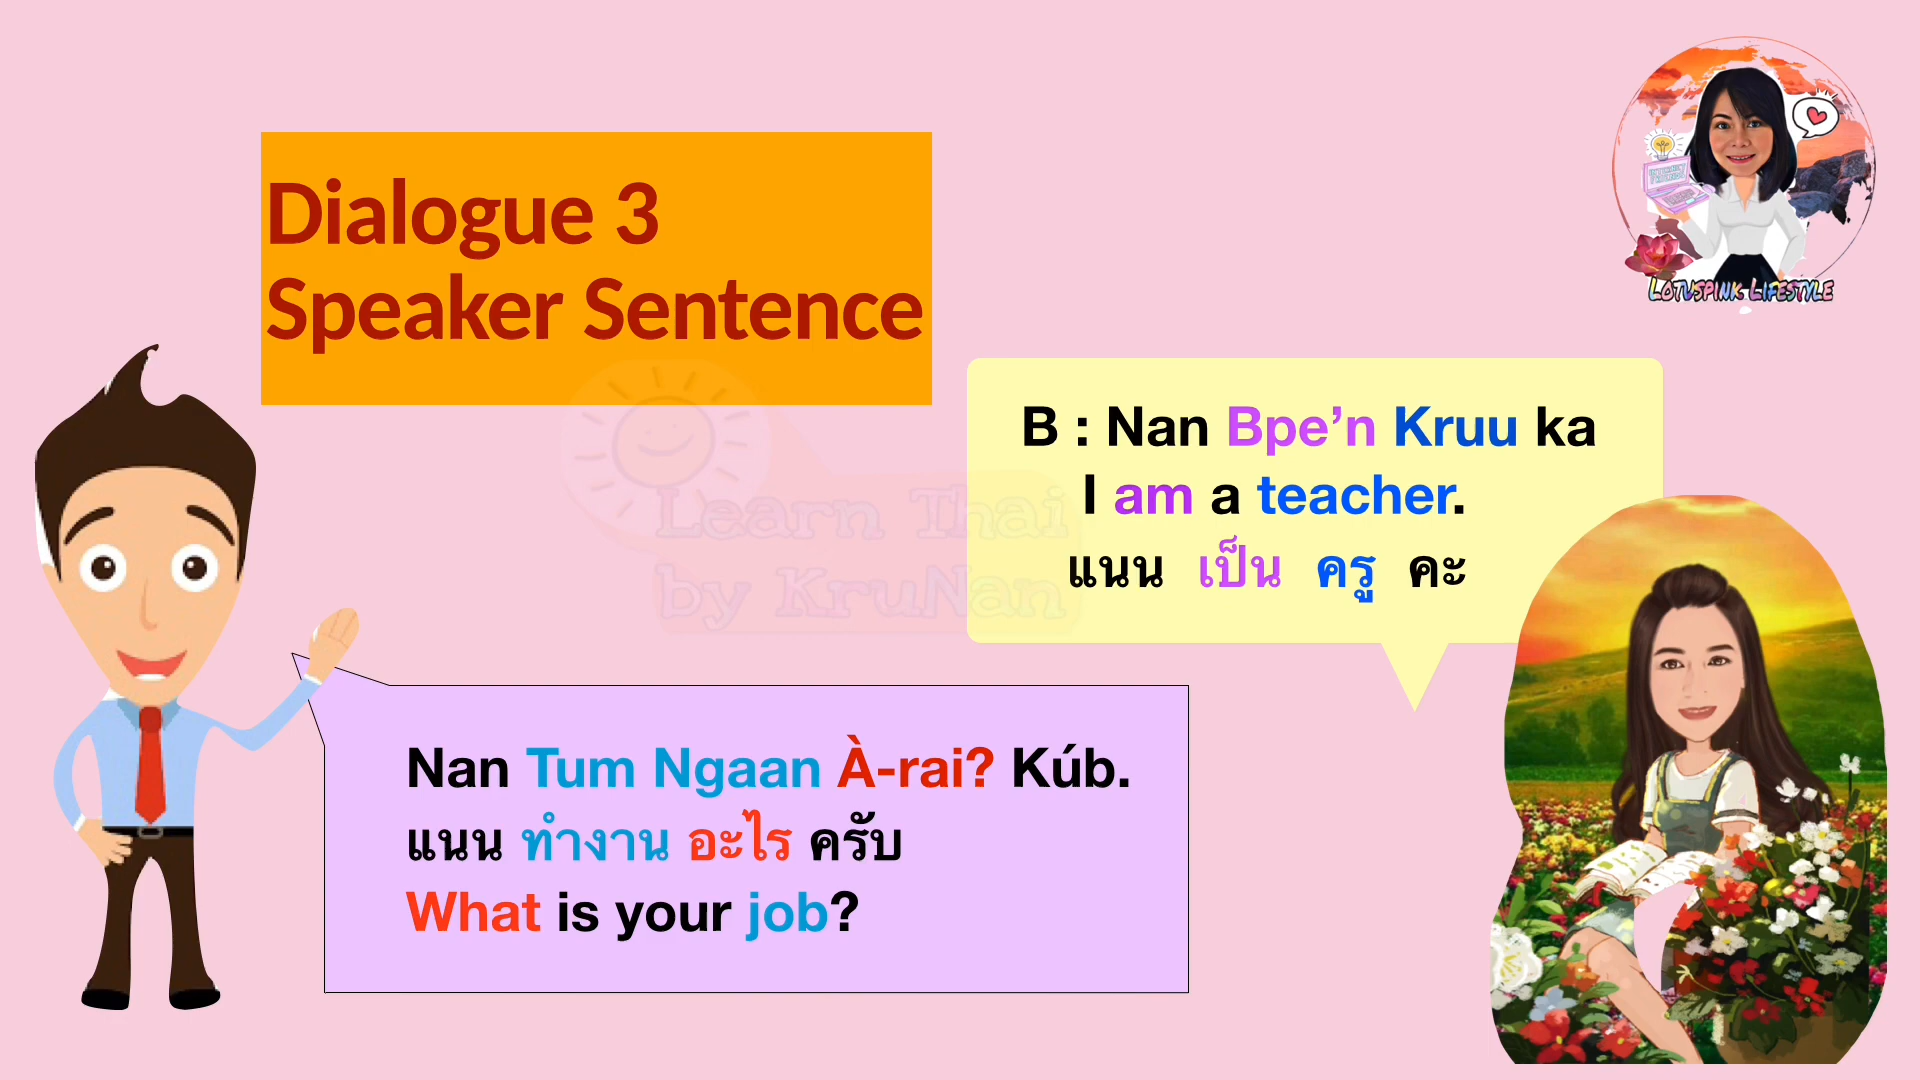 Dialogue 3
Speaker Sentence
LOTUSPINK LIFESTYLE
B : Nan Bpe’n Kruu ka
I am a teacher.
แนน เป็น ครู คะ
Learn Thai
by KruNan
Nan Tum Ngaan À-rai? Kúb.
แนน ทำงาน อะไร ครับ
What is your job?